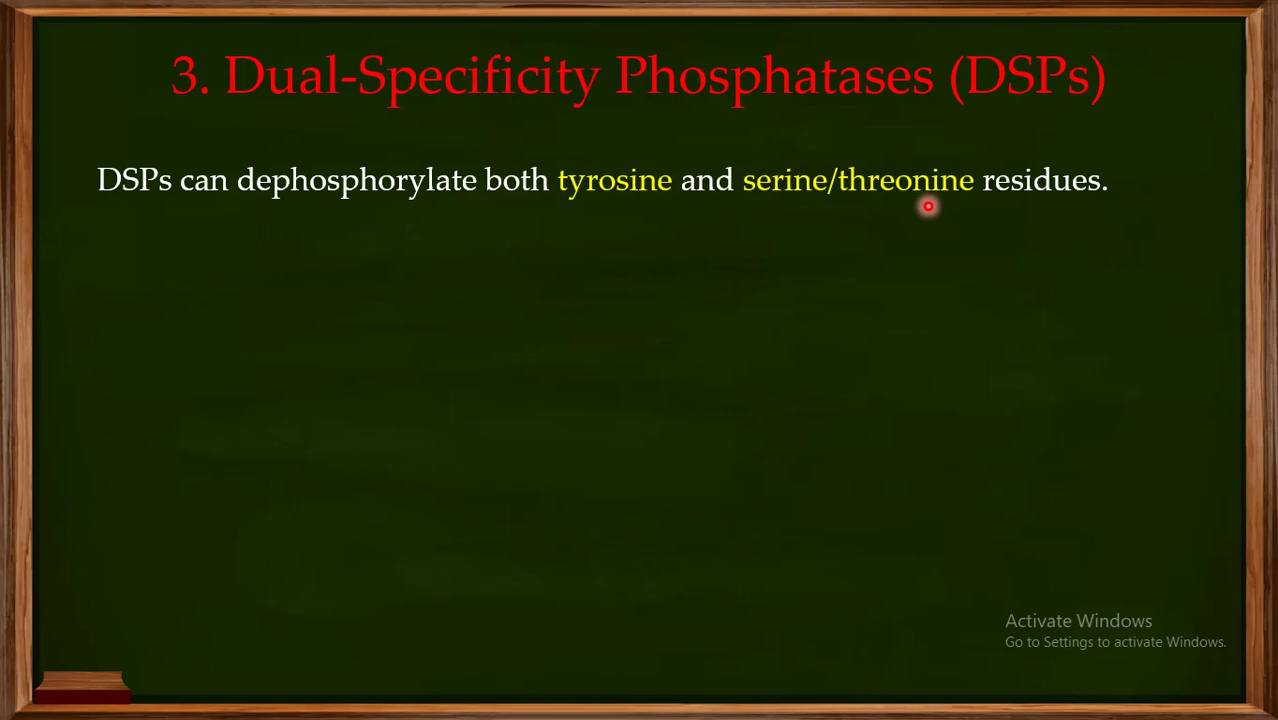 3. Dual-Specificity Phosphatases (DSPs)
DSPs can dephosphorylate both tyrosine and serine/threonine residues.
Activate Windows
Go to Settings to activate Windows.